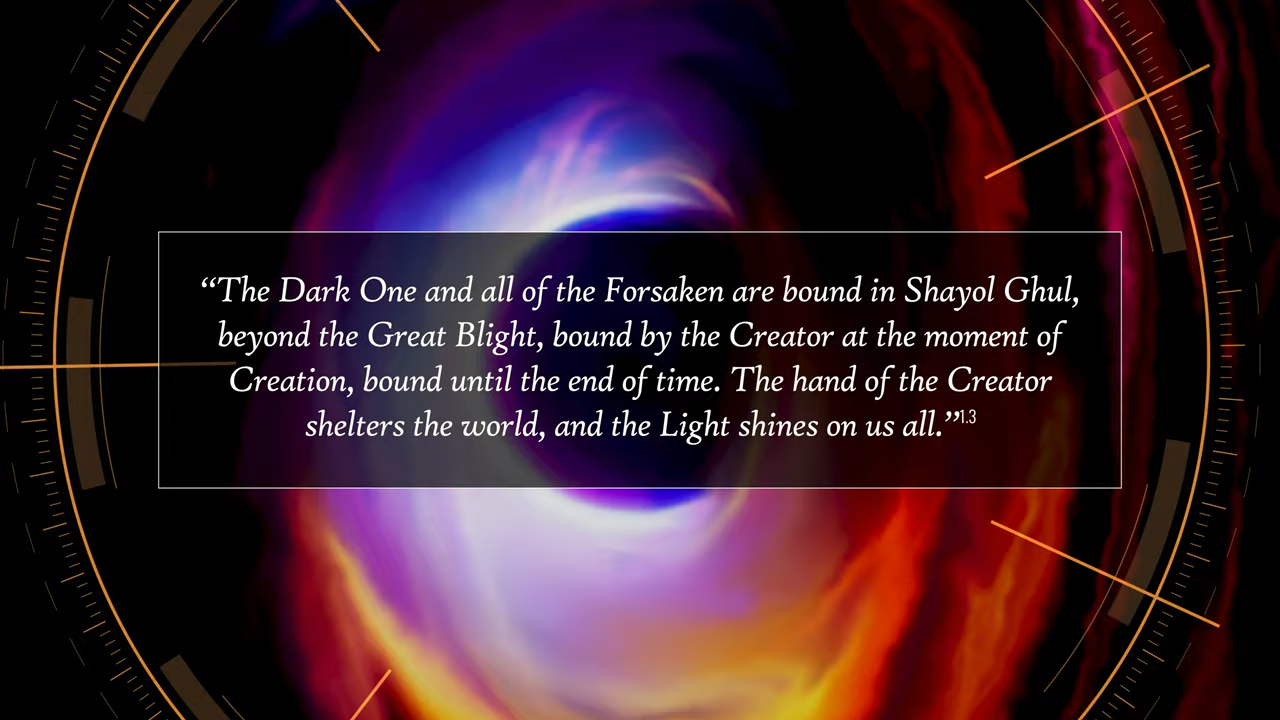 “The Dark One and all of the Forsaken are bound in Shayol Ghul,
beyond the Great Blight, bound by the Creator at the moment of
Creation, bound until the end of time. The hand of the Creator
shelters the world, and the Light shines on us all.”1.3